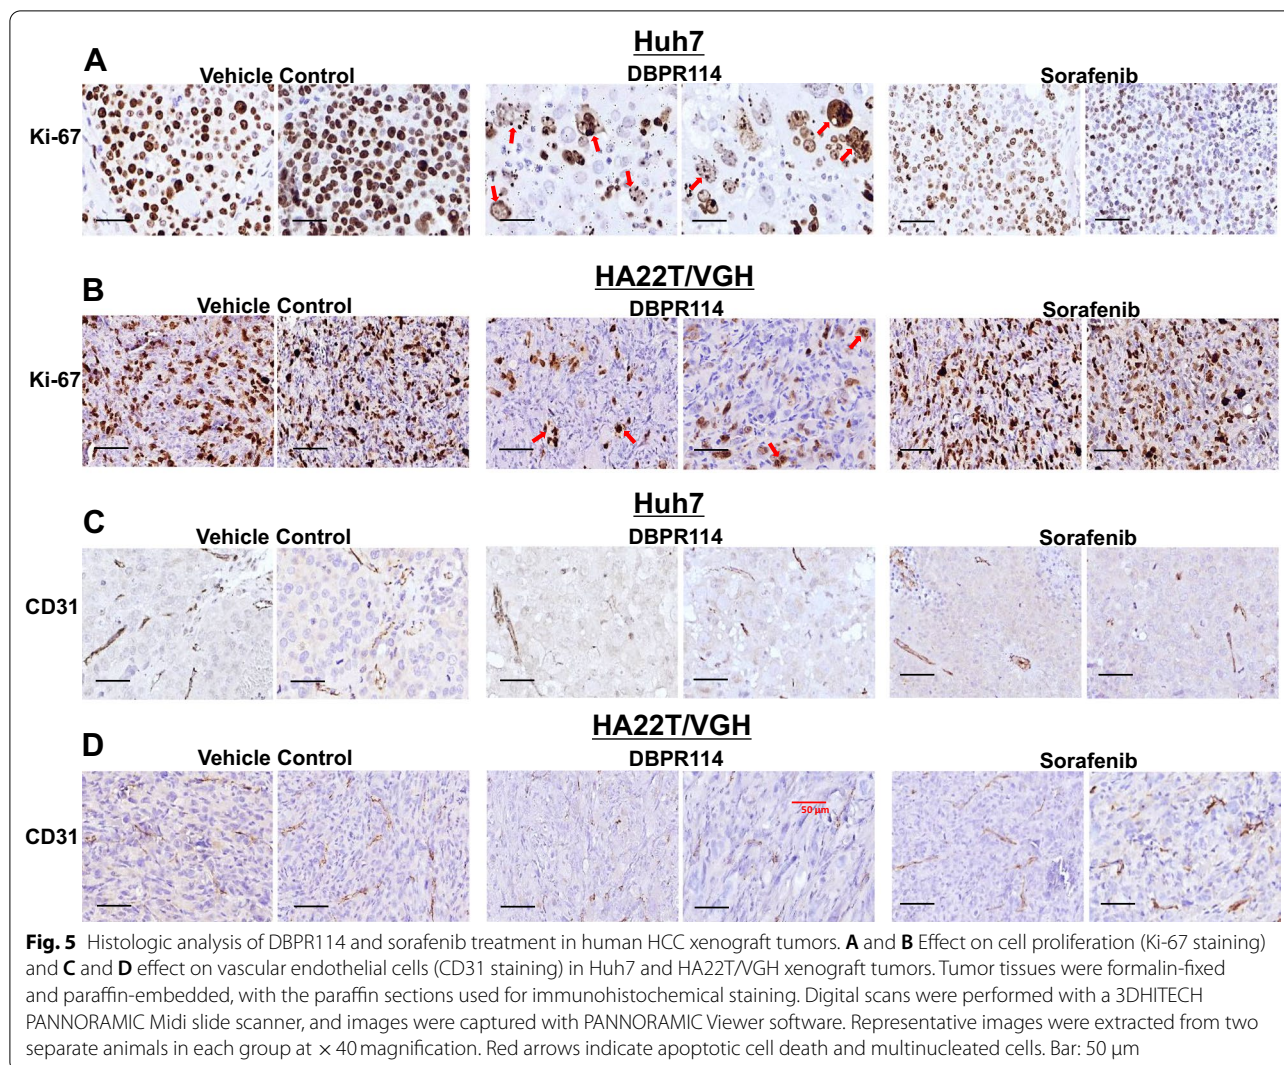 A
Huh7
Vehicle Control
DBPR114
Sorafenib
Ki-67
B
HA22T/VGH
Vehicle Control
DBPR114
Sorafenib
Ki-67
C
Huh7
Vehicle Control
DBPR114
Sorafenib
CD31
D
HA22T/VGH
Vehicle Control
DBPR114
Sorafenib
50 μm
CD31
Fig. 5 Histologic analysis of DBPR114 and sorafenib treatment in human HCC xenograft tumors. A and B Effect on cell proliferation (Ki-67 staining)
and C and D effect on vascular endothelial cells (CD31 staining) in Huh7 and HA22T/VGH xenograft tumors. Tumor tissues were formalin-fixed
and paraffin-embedded, with the paraffin sections used for immunohistochemical staining. Digital scans were performed with a 3DHITECH
PANNORAMIC Midi slide scanner, and images were captured with PANNORAMIC Viewer software. Representative images were extracted from two
separate animals in each group at × 40 magnification. Red arrows indicate apoptotic cell death and multinucleated cells. Bar: 50 μm